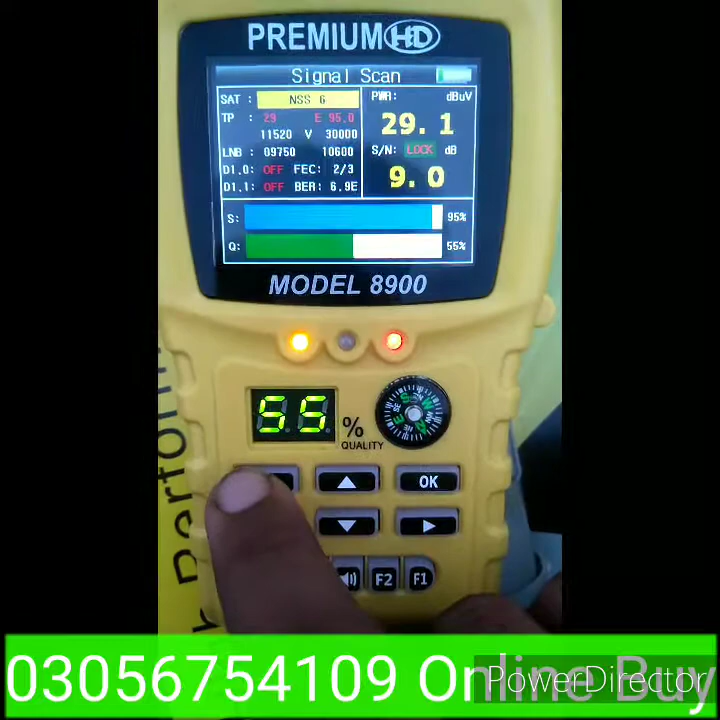 PREMIUM HD
Signal Scan
SAT : NSS 6
TP : 29 E 95.0
11520 V 30000
LNB: 09750 10600
D1.0: OFF FEC: 2/3
D1.1: OFF BER: 6.9E
PWR: dBuV
29.1
S/N: LOCK dB
9.0
S: 95%
Q: 55%
MODEL 8900
55 %
QUALITY
OK
F2 F1
03056754109 Online Buy
PowerDirector